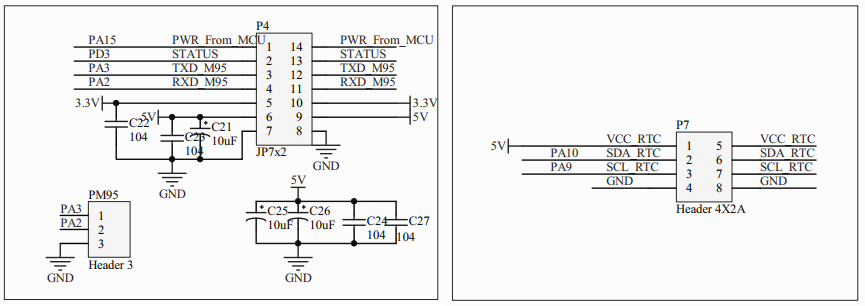 P4
PA15 PWR_From_MCU 1 14 PWR_From_MCU
PD3 STATUS 2 13 STATUS
PA3 TXD_M95 3 12 TXD_M95
PA2 RXD_M95 4 11 RXD_M95
3.3V 5 10 3.3V
5V 6 9 5V
7 8
C22
104
C23
104
C21
10uF
JP7x2
GND
GND
PM95
PA3 1
PA2 2
3
Header 3
GND
5V
C25
10uF
C26
10uF
C24
104
C27
104
GND
P7
5V VCC_RTC 1 5 VCC_RTC
PA10 SDA_RTC 2 6 SDA_RTC
PA9 SCL_RTC 3 7 SCL_RTC
GND 4 8 GND
Header 4X2A